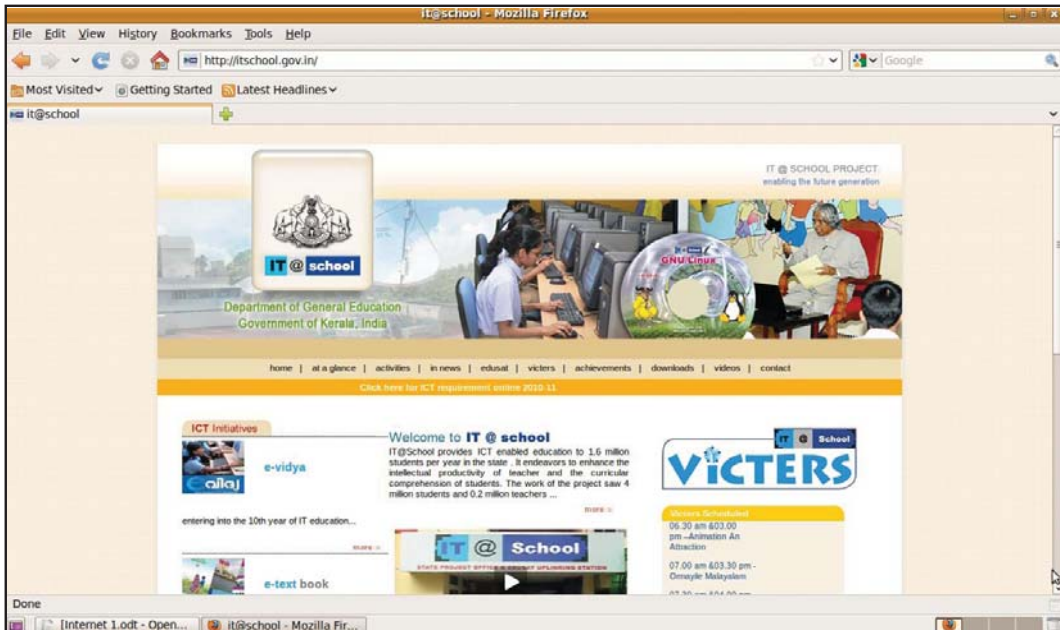 it@school - Mozilla Firefox
File Edit View History Bookmarks Tools Help
http://itschool.gov.in/
Google
Most Visited Getting Started Latest Headlines
it@school
IT @ SCHOOL PROJECT
enabling the future generation
IT @ school
GNU/Linux
Department of General Education
Government of Kerala, India
home | at a glance | activities | in news | edusat | victers | achievements | downloads | videos | contact
Click here for ICT requirement online 2010-11
ICT Initiatives
e-vidya
entering into the 10th year of IT education...
more
e-text book
Welcome to IT @ school
IT@School provides ICT enabled education to 1.6 million
students per year in the state . It endeavors to enhance the
intellectual productivity of teacher and the curricular
comprehension of students. The work of the project saw 4
million students and 0.2 million teachers ...
more
IT @ School
STATE PROJECT OFFICE & EDUSAT UPLINKING STATION
IT @ School
ViCTERS
Victers Scheduled
06.30 am &03.00
pm –Animation An
Attraction
07.00 am &03.30 pm -
Ormayile Malayalam
Done
[Internet 1.odt - Open...
it@school - Mozilla Fir...